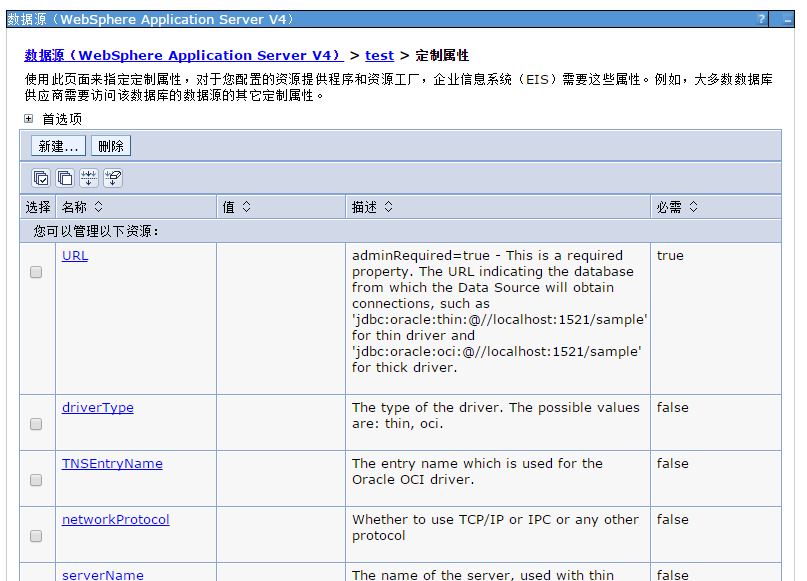 数据源（WebSphere Application Server V4） ? –
数据源（WebSphere Application Server V4） > test > 定制属性
使用此页面来指定定制属性，对于您配置的资源提供程序和资源工厂，企业信息系统（EIS）需要这些属性。例如，大多数数据库
供应商需要访问该数据库的数据源的其它定制属性。
首选项
新建... 删除
选择 名称 值 描述 必需
您可以管理以下资源：
URL adminRequired=true - This is a required true
property. The URL indicating the database
from which the Data Source will obtain
connections, such as
'jdbc:oracle:thin:@//localhost:1521/sample'
for thin driver and
'jdbc:oracle:oci:@//localhost:1521/sample'
for thick driver.
driverType The type of the driver. The possible values false
are: thin, oci.
TNSEntryName The entry name which is used for the false
Oracle OCI driver.
networkProtocol Whether to use TCP/IP or IPC or any other false
protocol
serverName The name of the server, used with thin false